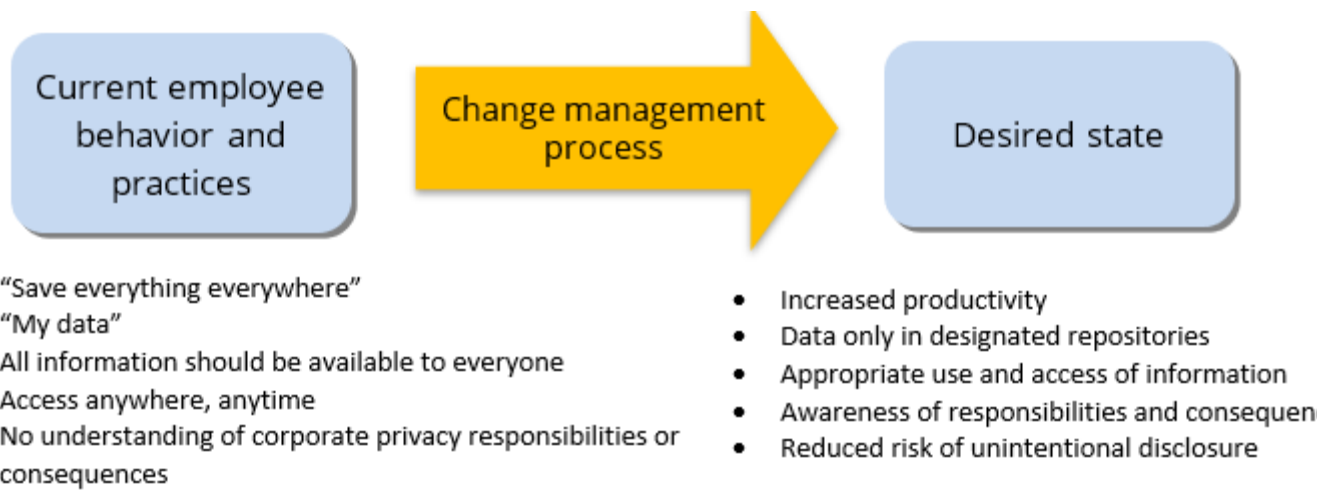 Current employee
behavior and
practices
Change management
process
Desired state
“Save everything everywhere”
“My data”
All information should be available to everyone
Access anywhere, anytime
No understanding of corporate privacy responsibilities or
consequences
• Increased productivity
• Data only in designated repositories
• Appropriate use and access of information
• Awareness of responsibilities and consequen
• Reduced risk of unintentional disclosure